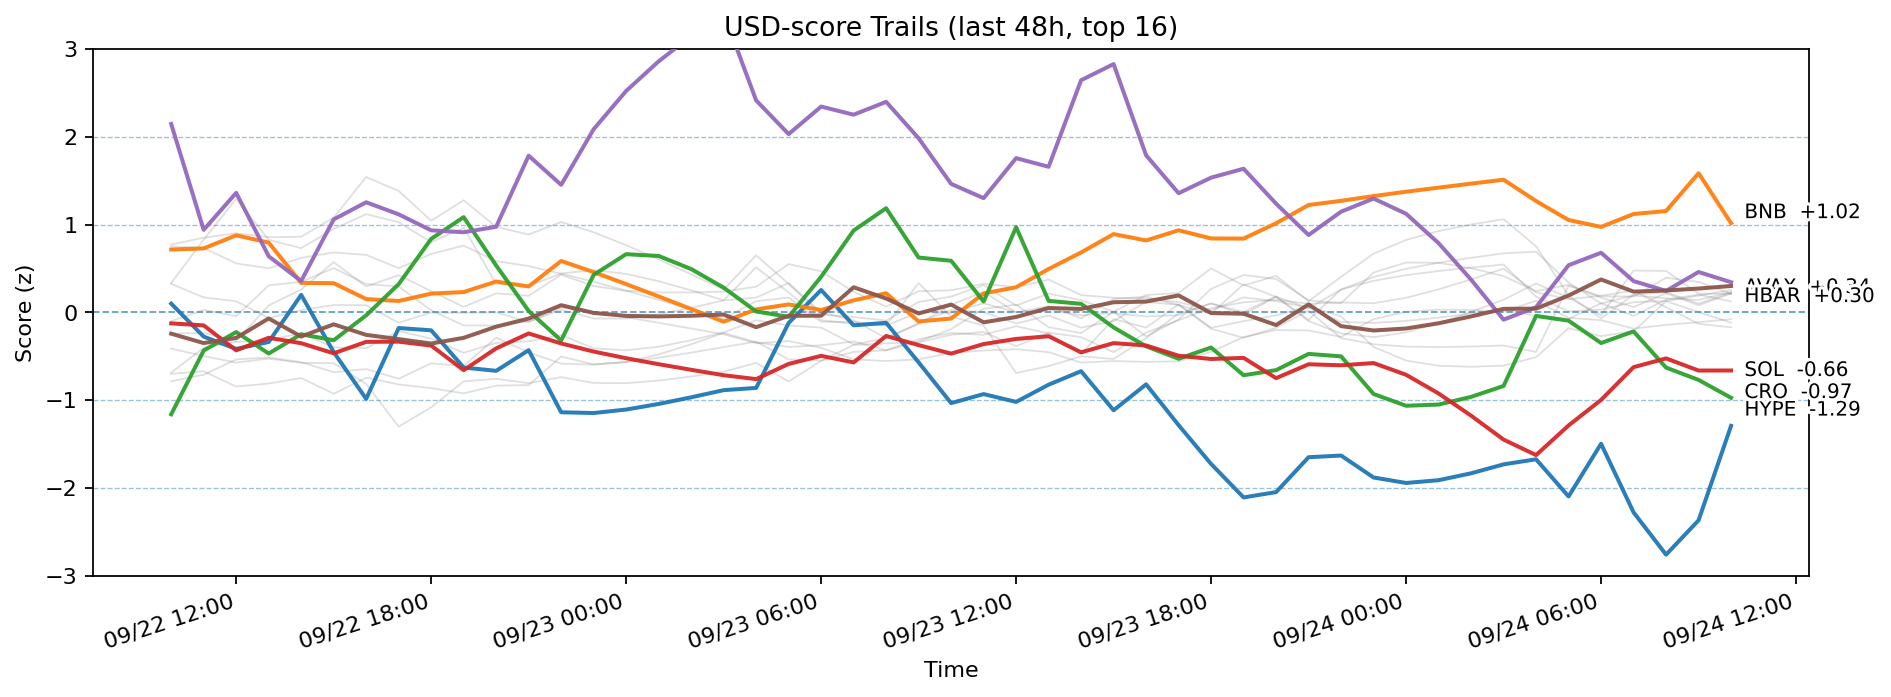 USD-score Trails (last 48h, top 16)
Score (z)
3
2
1
0
−1
−2
−3
BNB +1.02
HBAR +0.30
SOL -0.66
CRO -0.97
HYPE -1.29
09/22 12:00
09/22 18:00
09/23 00:00
09/23 06:00
09/23 12:00
09/23 18:00
09/24 00:00
09/24 06:00
09/24 12:00
Time